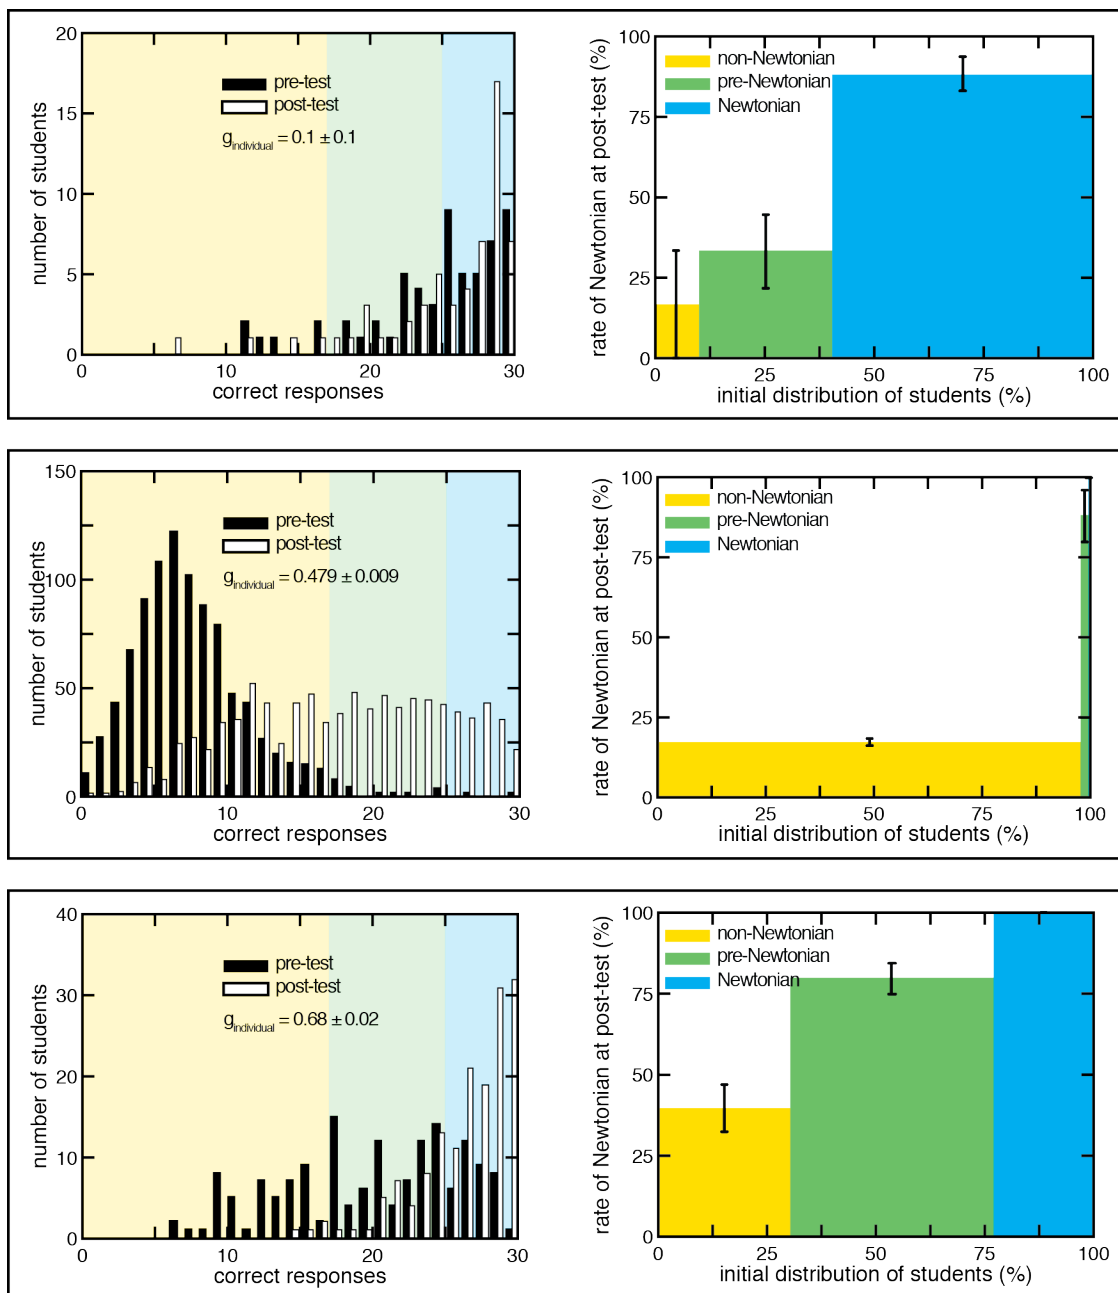 20
15
10
5
0
number of students
pre-test
post-test
gindividual = 0.1 ± 0.1
0 10 20 30
correct responses
100
75
50
25
0
rate of Newtonian at post-test (%)
non-Newtonian
pre-Newtonian
Newtonian
0 25 50 75 100
initial distribution of students (%)
150
100
50
0
number of students
pre-test
post-test
gindividual = 0.479 ± 0.009
0 10 20 30
correct responses
100
75
50
25
0
rate of Newtonian at post-test (%)
non-Newtonian
pre-Newtonian
Newtonian
0 25 50 75 100
initial distribution of students (%)
40
30
20
10
0
number of students
pre-test
post-test
gindividual = 0.68 ± 0.02
0 10 20 30
correct responses
100
75
50
25
0
rate of Newtonian at post-test (%)
non-Newtonian
pre-Newtonian
Newtonian
0 25 50 75 100
initial distribution of students (%)